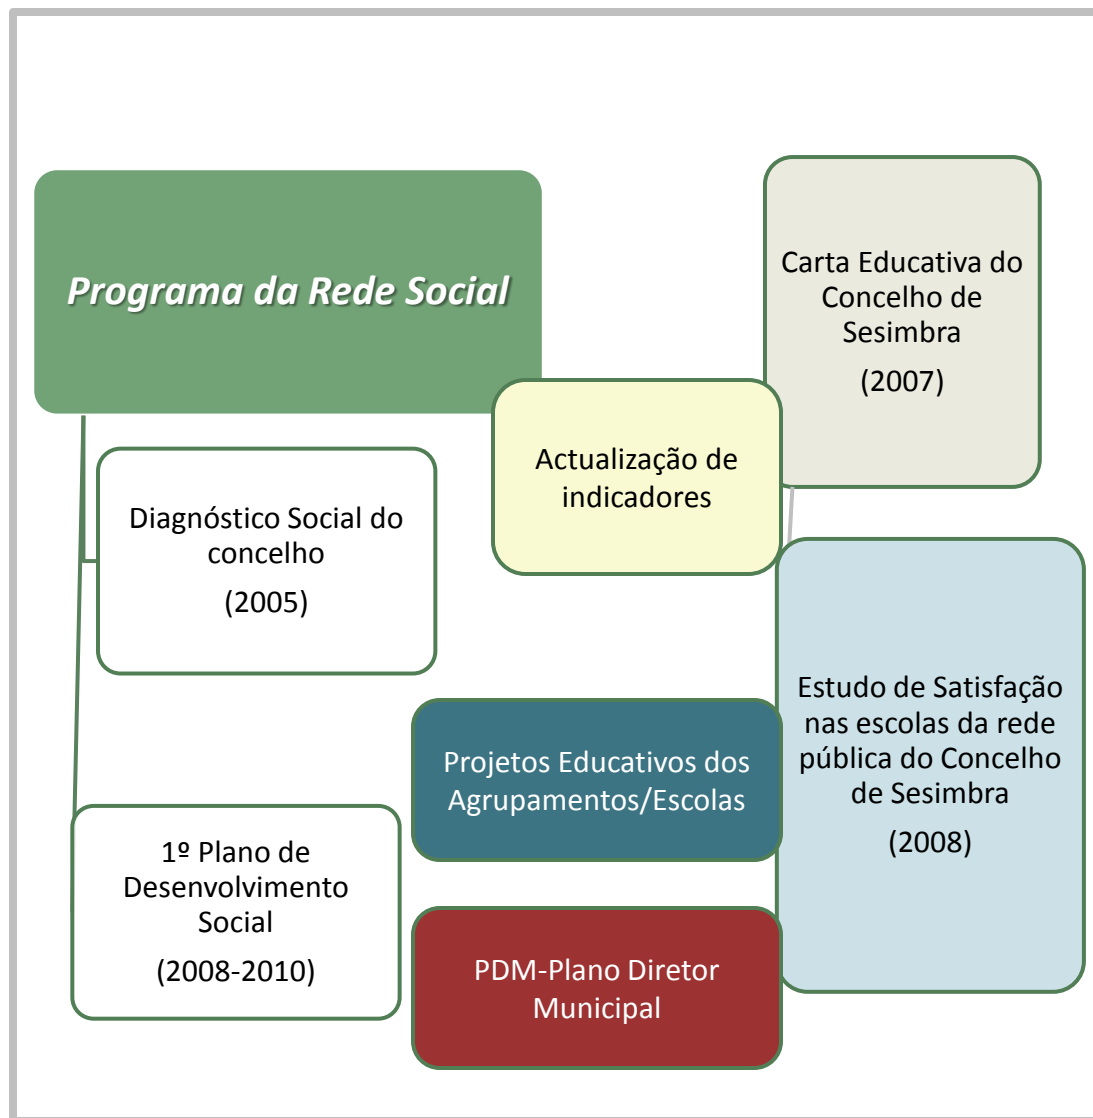 Programa da Rede Social
Carta Educativa do
Concelho de
Sesimbra
(2007)
Actualização de
indicadores
Diagnóstico Social do
concelho
(2005)
Estudo de Satisfação
nas escolas da rede
pública do Concelho
de Sesimbra
(2008)
Projetos Educativos dos
Agrupamentos/Escolas
1º Plano de
Desenvolvimento
Social
(2008-2010)
PDM-Plano Diretor
Municipal